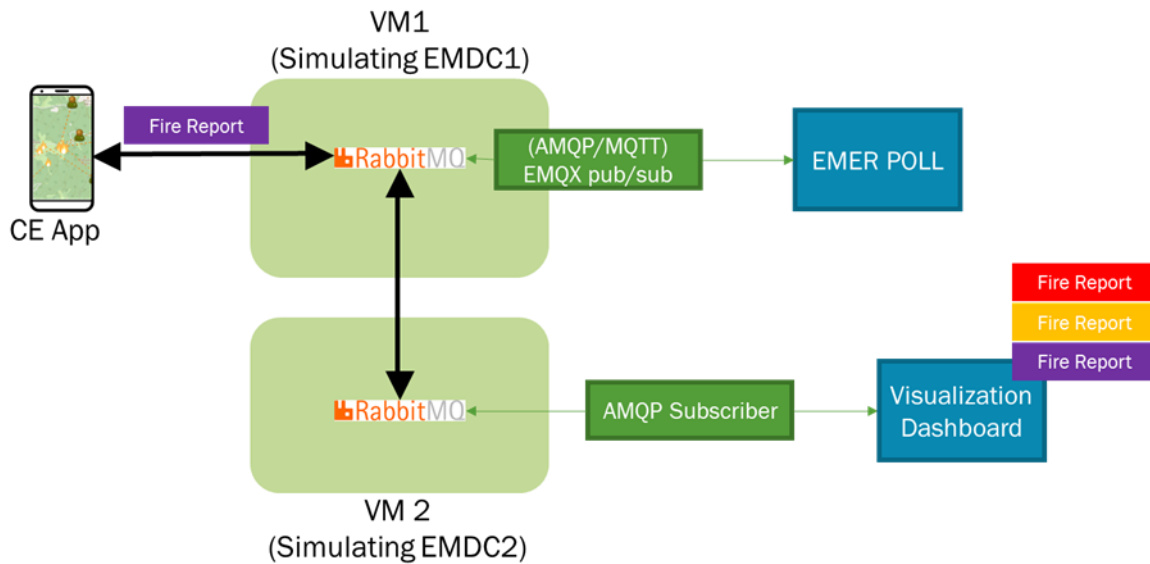 VM1
(Simulating EMDC1)
Fire Report
RabbitMQ
(AMQP/MQTT)
EMQX pub/sub
EMER POLL
CE App
Fire Report
Fire Report
Fire Report
RabbitMQ
AMQP Subscriber
Visualization
Dashboard
VM 2
(Simulating EMDC2)